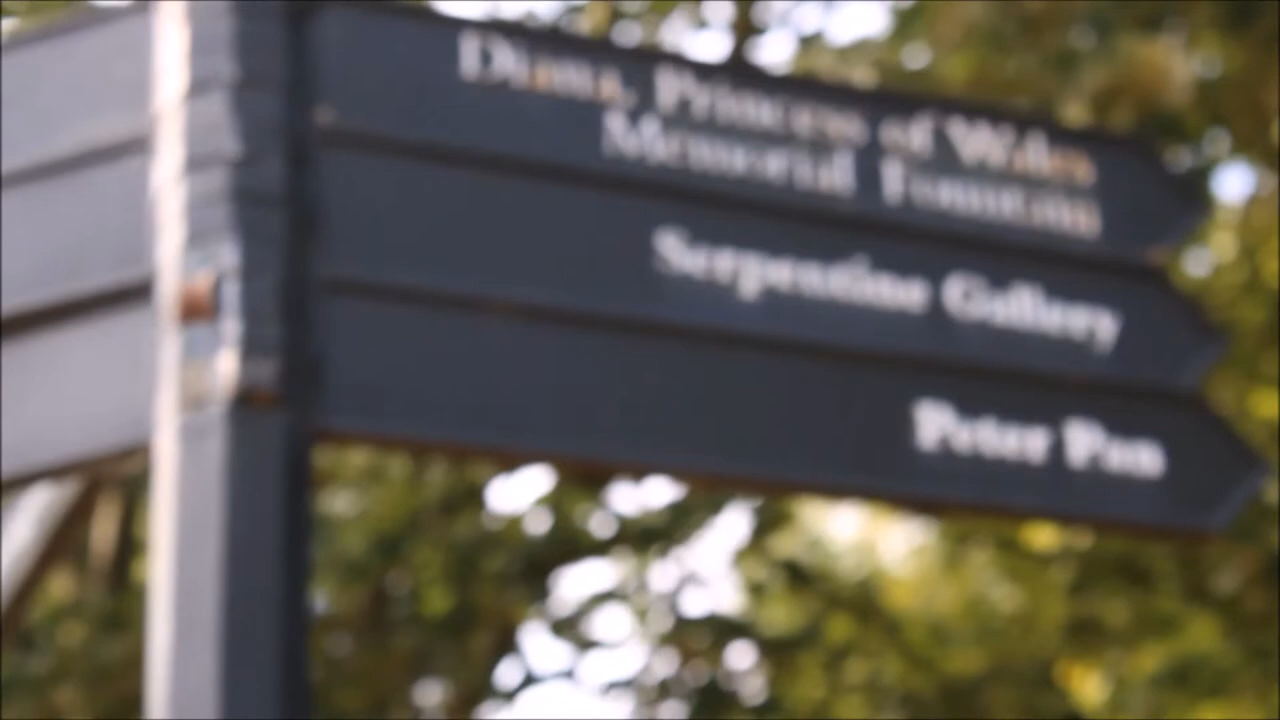 Diana, Princess of Wales
Memorial Fountain
Serpentine Gallery
Peter Pan